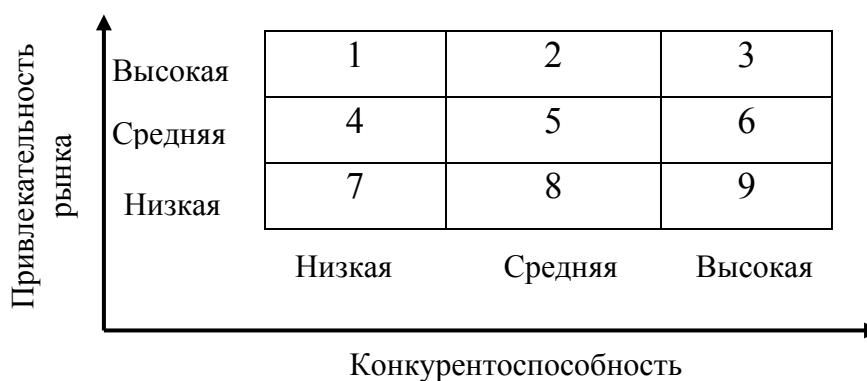 Привлекательность
рынка
Высокая 1 2 3
Средняя 4 5 6
Низкая 7 8 9
Низкая Средняя Высокая
Конкурентоспособность